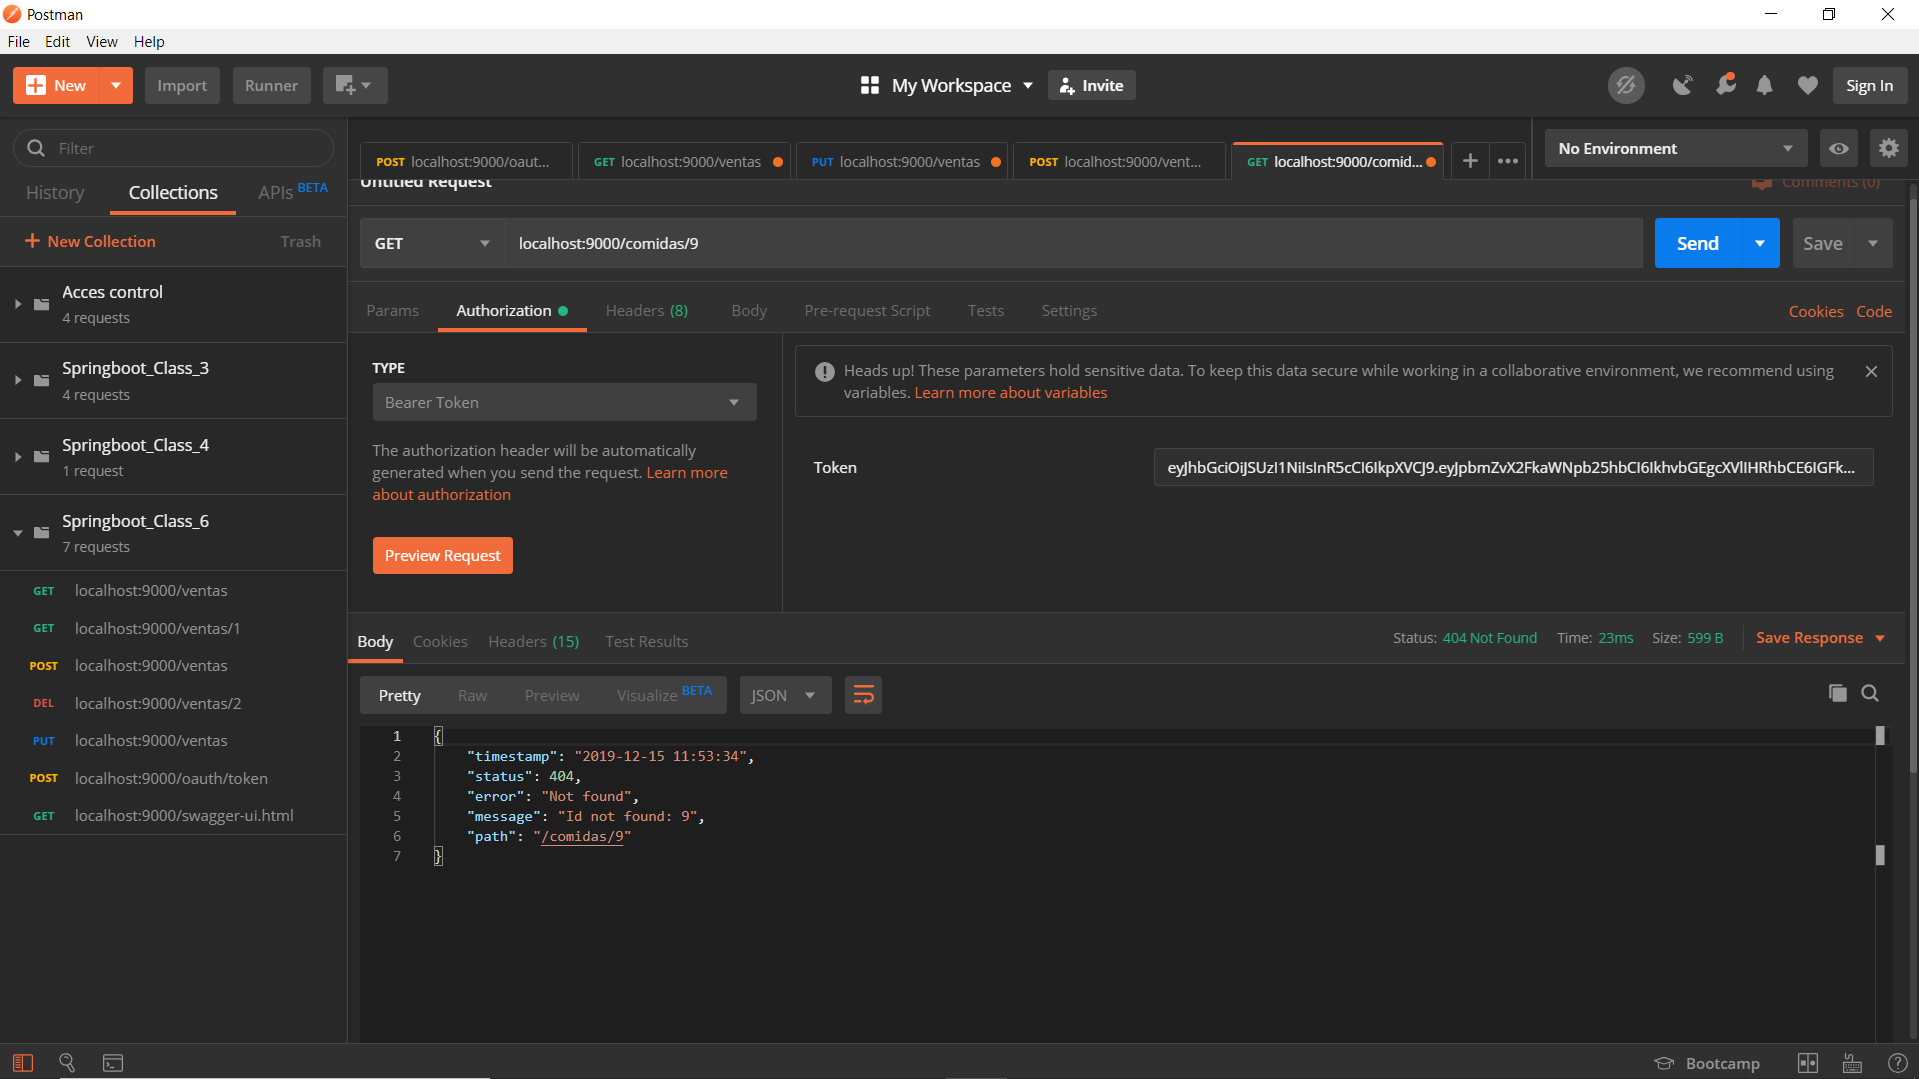 Postman
File Edit View Help
New Import Runner My Workspace Invite Sign In
Filter
History Collections APIs BETA
New Collection Trash
Acces control
4 requests
Springboot_Class_3
4 requests
Springboot_Class_4
1 request
Springboot_Class_6
7 requests
GET localhost:9000/ventas
GET localhost:9000/ventas/1
POST localhost:9000/ventas
DEL localhost:9000/ventas/2
PUT localhost:9000/ventas
POST localhost:9000/oauth/token
GET localhost:9000/swagger-ui.html
POST localhost:9000/oaut... GET localhost:9000/ventas PUT localhost:9000/ventas POST localhost:9000/vent... GET localhost:9000/comid... No Environment
Untitled Request Comments (0)
GET localhost:9000/comidas/9 Send Save
Params Authorization Headers (8) Body Pre-request Script Tests Settings Cookies Code
TYPE
Bearer Token
The authorization header will be automatically
generated when you send the request. Learn more
about authorization
Preview Request
Heads up! These parameters hold sensitive data. To keep this data secure while working in a collaborative environment, we recommend using
variables. Learn more about variables
Token
Body Cookies Headers (15) Test Results Status: 404 Not Found Time: 23ms Size: 599 B Save Response
Pretty Raw Preview Visualize BETA JSON
1 {
2 "timestamp": "2019-12-15 11:53:34",
3 "status": 404,
4 "error": "Not found",
5 "message": "Id not found: 9",
6 "path": "/comidas/9"
7 }
Bootcamp